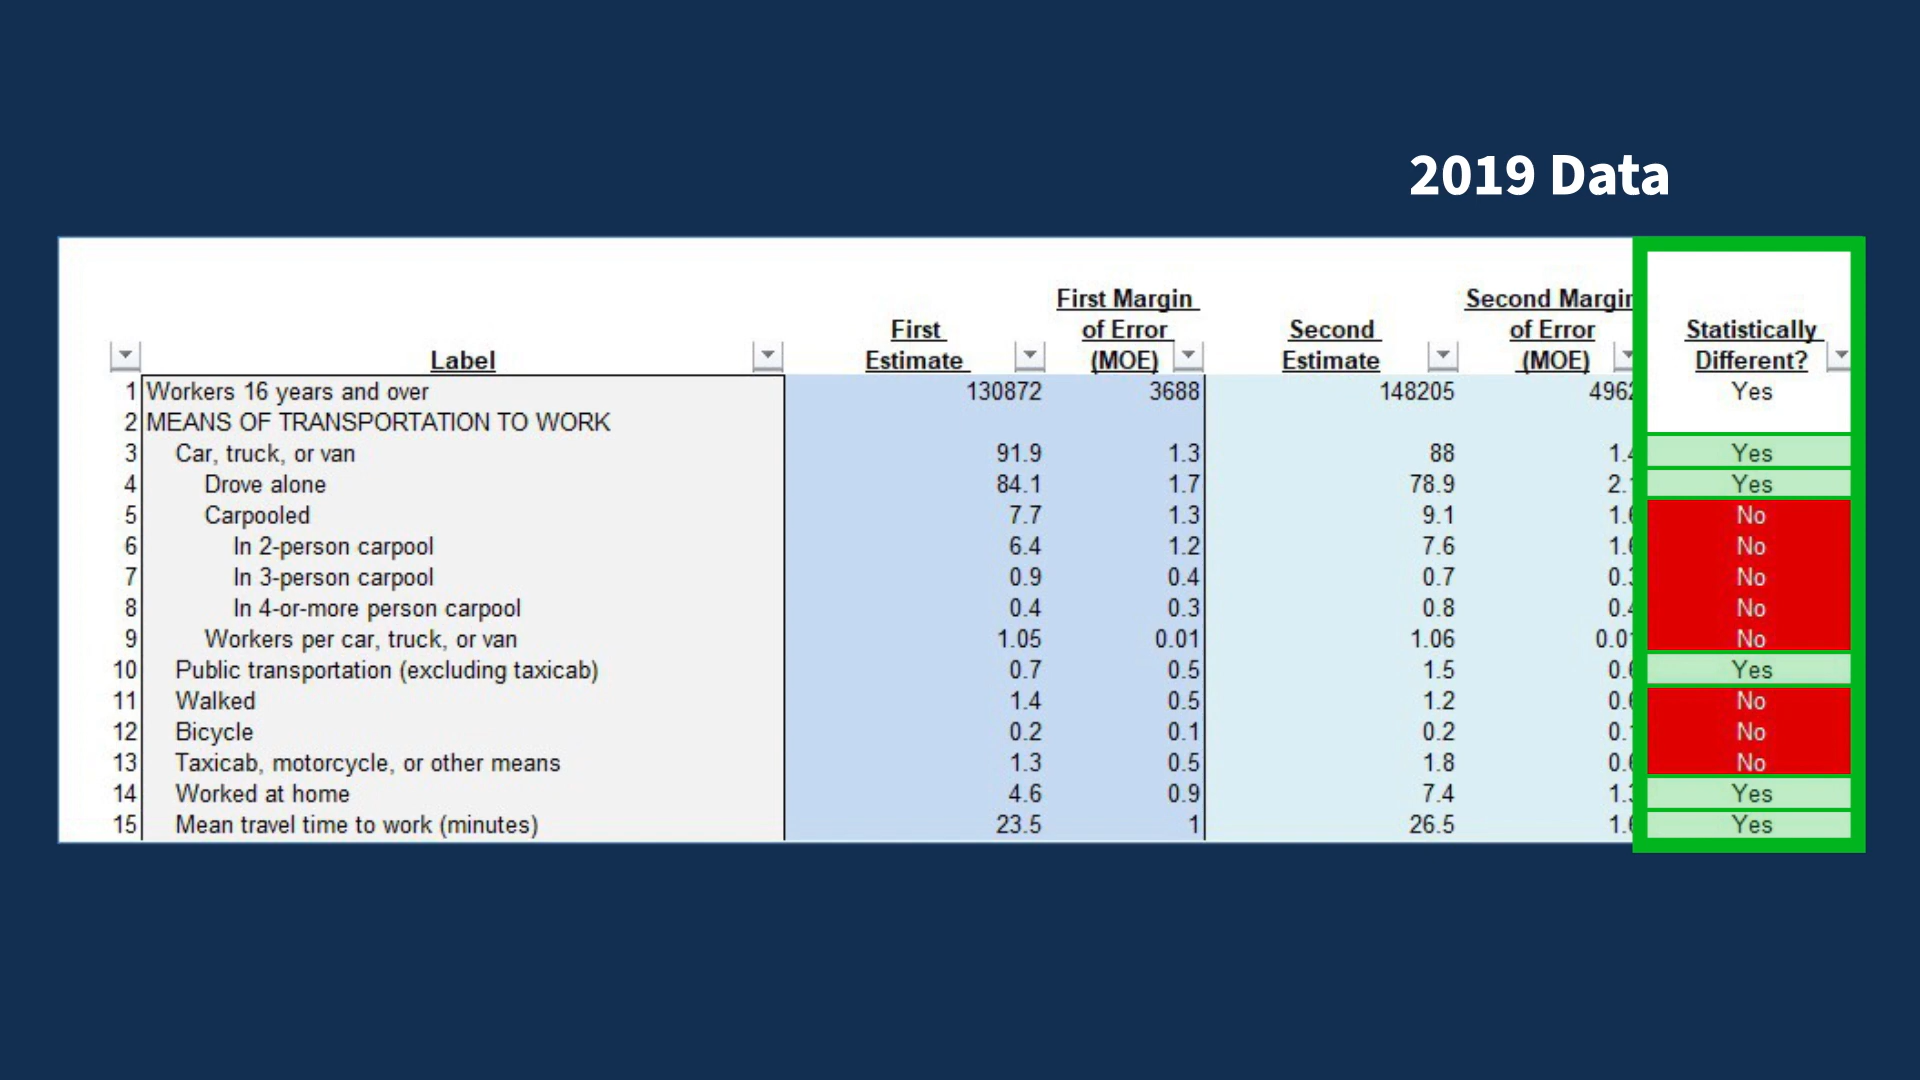 2019 Data
Label
First Estimate
First Margin of Error (MOE)
Second Estimate
Second Margin of Error (MOE)
Statistically Different?
1 Workers 16 years and over 130872 3688 148205 4962 Yes
2 MEANS OF TRANSPORTATION TO WORK
3 Car, truck, or van 91.9 1.3 88 Yes
4 Drove alone 84.1 1.7 78.9 Yes
5 Carpooled 7.7 1.3 9.1 No
6 In 2-person carpool 6.4 1.2 7.6 No
7 In 3-person carpool 0.9 0.4 0.7 No
8 In 4-or-more person carpool 0.4 0.3 0.8 No
9 Workers per car, truck, or van 1.05 0.01 1.06 0.01 No
10 Public transportation (excluding taxicab) 0.7 0.5 1.5 Yes
11 Walked 1.4 0.5 1.2 No
12 Bicycle 0.2 0.1 0.2 No
13 Taxicab, motorcycle, or other means 1.3 0.5 1.8 No
14 Worked at home 4.6 0.9 7.4 Yes
15 Mean travel time to work (minutes) 23.5 1 26.5 Yes